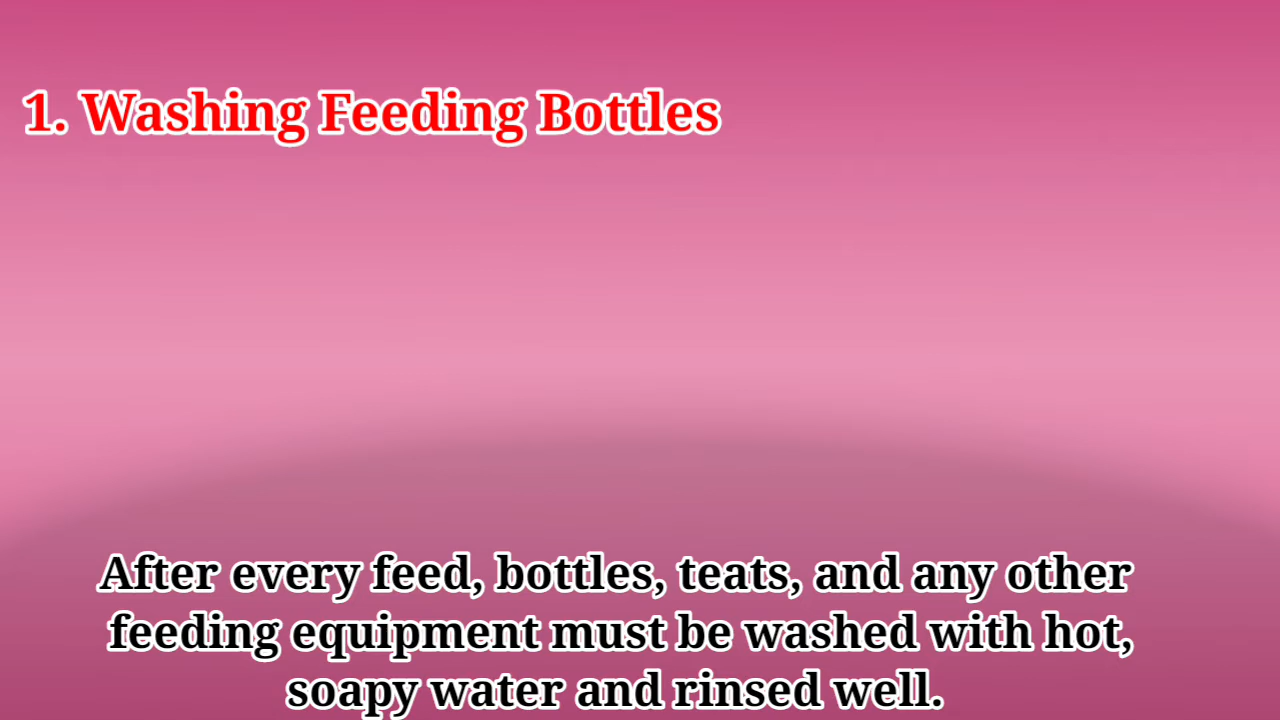 1. Washing Feeding Bottles
After every feed, bottles, teats, and any other
feeding equipment must be washed with hot,
soapy water and rinsed well.